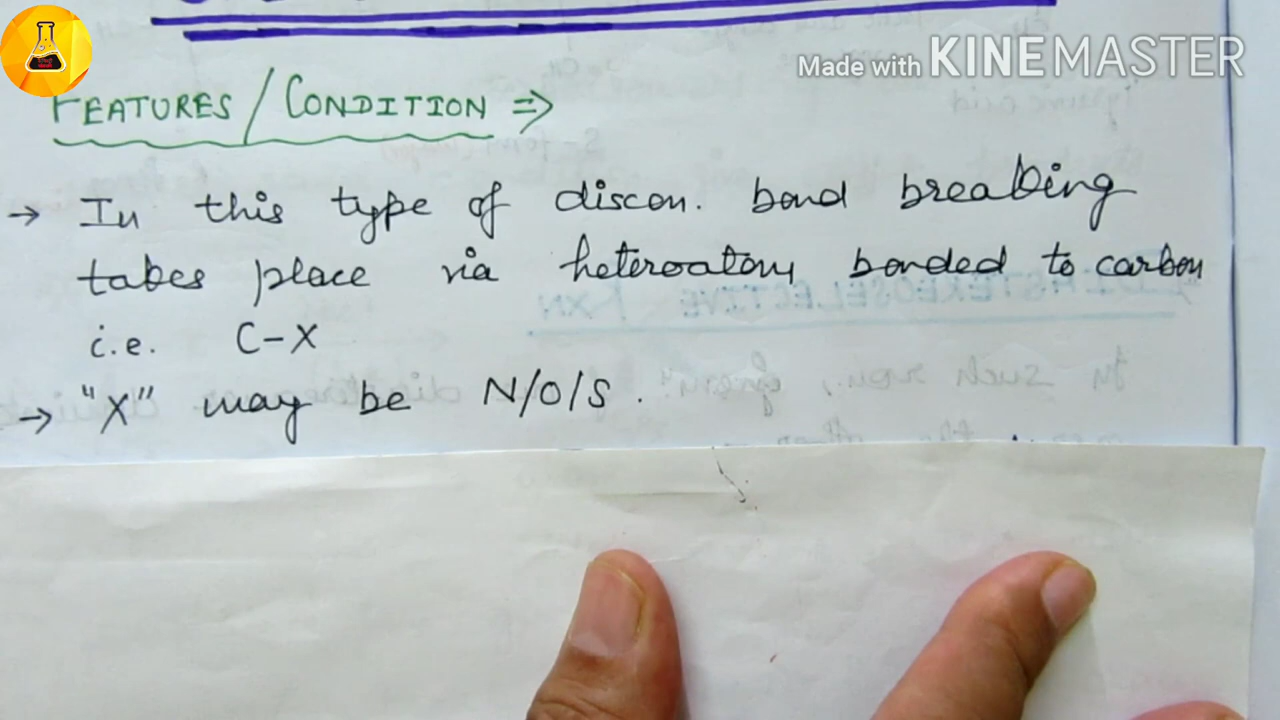 Made with KINEMASTER
FEATURES / CONDITION ⇒
→ In this type of discon. bond breaking
takes place via heteroatom bonded to carbon
i.e. C-X
→ "X" may be N/O/S.